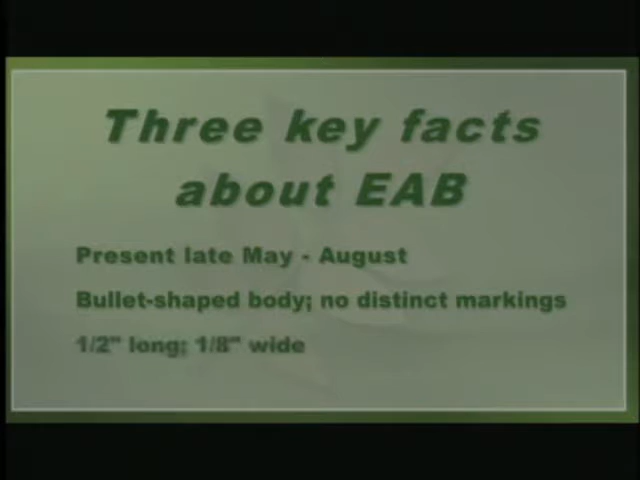 Three key facts
about EAB
Present late May - August
Bullet-shaped body; no distinct markings
1/2" long; 1/8" wide